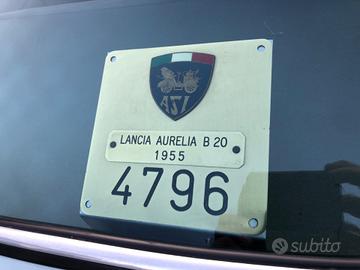 ASI
LANCIA AURELIA B 20
1955
4796
subito